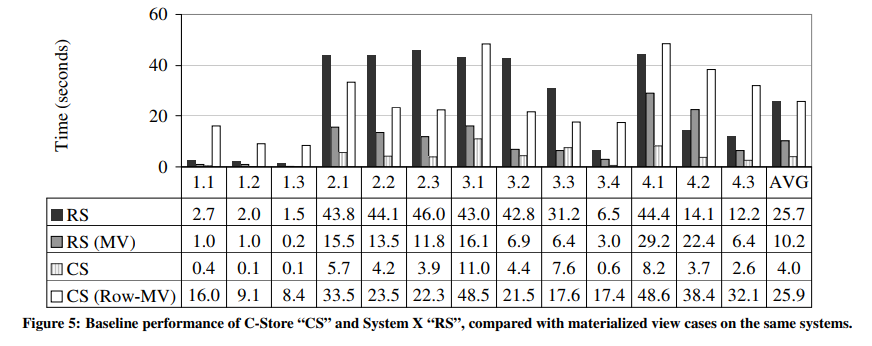 60
40
20
0
Time (seconds)
1.1 1.2 1.3 2.1 2.2 2.3 3.1 3.2 3.3 3.4 4.1 4.2 4.3 AVG
RS 2.7 2.0 1.5 43.8 44.1 46.0 43.0 42.8 31.2 6.5 44.4 14.1 12.2 25.7
RS (MV) 1.0 1.0 0.2 15.5 13.5 11.8 16.1 6.9 6.4 3.0 29.2 22.4 6.4 10.2
CS 0.4 0.1 0.1 5.7 4.2 3.9 11.0 4.4 7.6 0.6 8.2 3.7 2.6 4.0
CS (Row-MV) 16.0 9.1 8.4 33.5 23.5 22.3 48.5 21.5 17.6 17.4 48.6 38.4 32.1 25.9
Figure 5: Baseline performance of C-Store “CS” and System X “RS”, compared with materialized view cases on the same systems.